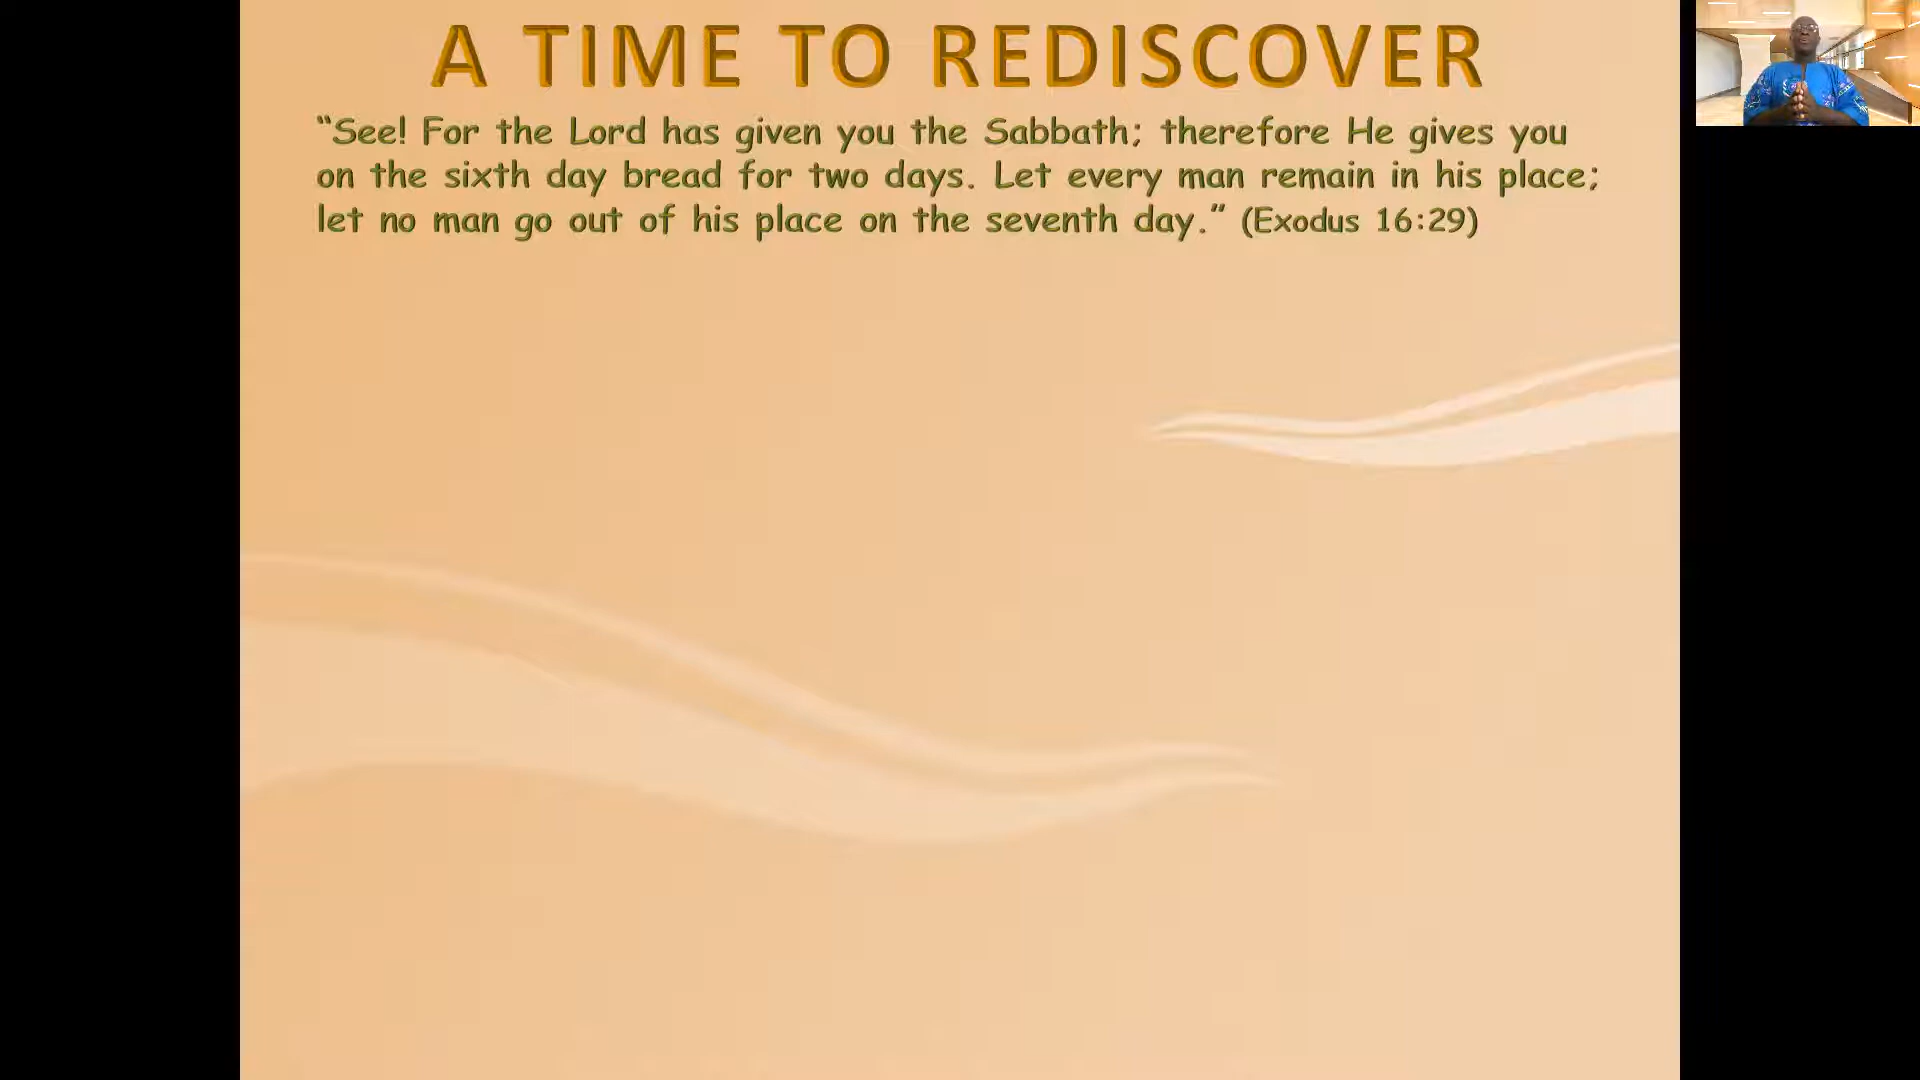 A TIME TO REDISCOVER
“See! For the Lord has given you the Sabbath; therefore He gives you
on the sixth day bread for two days. Let every man remain in his place;
let no man go out of his place on the seventh day.” (Exodus 16:29)